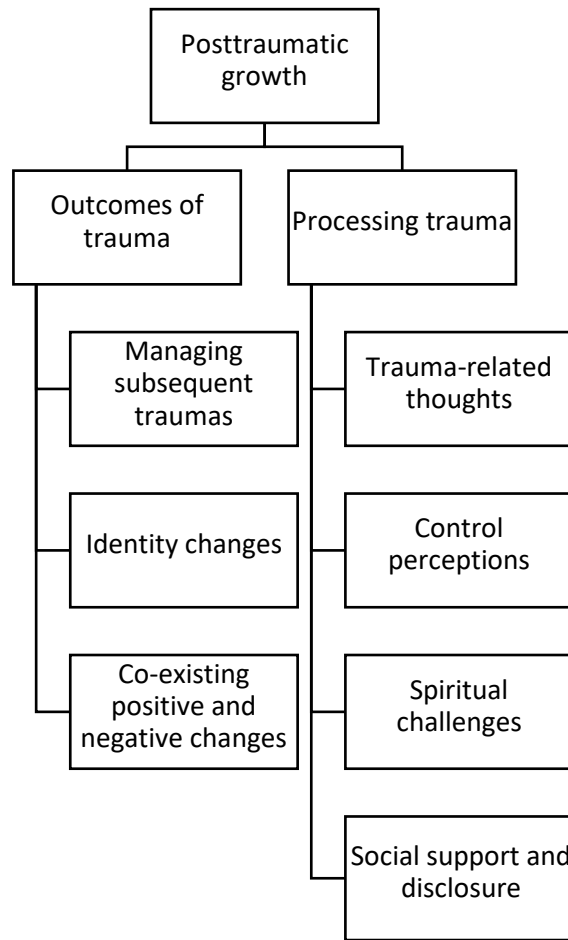 Posttraumatic
growth
Outcomes of
trauma
Processing trauma
Managing
subsequent
traumas
Identity changes
Co-existing
positive and
negative changes
Trauma-related
thoughts
Control
perceptions
Spiritual
challenges
Social support and
disclosure